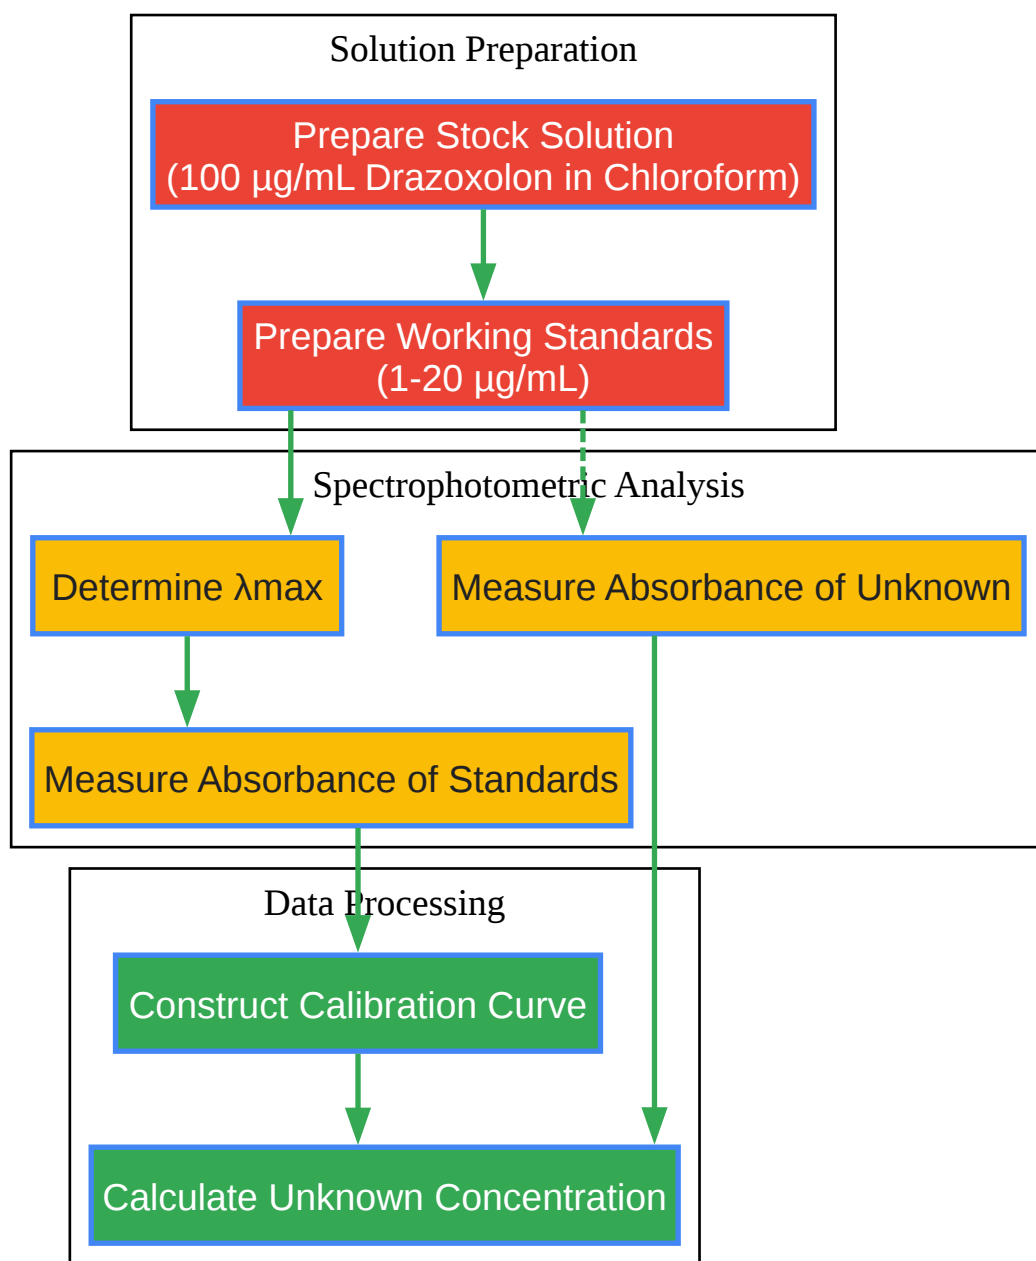 Solution Preparation
Prepare Stock Solution
(100 µg/mL Drazoxolon in Chloroform)
Prepare Working Standards
(1-20 µg/mL)
Spectrophotometric Analysis
Determine λmax
Measure Absorbance of Unknown
Measure Absorbance of Standards
Data Processing
Construct Calibration Curve
Calculate Unknown Concentration